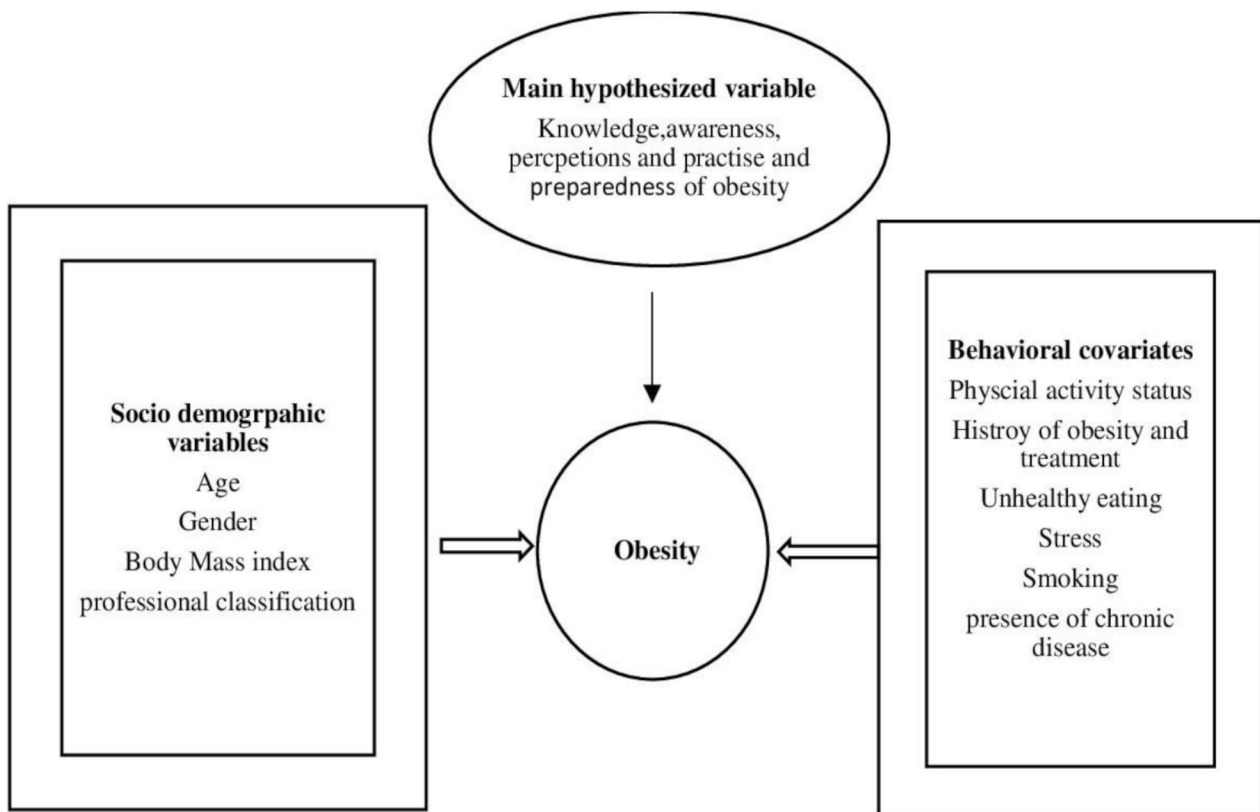 Main hypothesized variable
Knowledge,awareness,
percpetions and practise and
preparedness of obesity
Socio demogrpahic
variables
Age
Gender
Body Mass index
professional classification
Obesity
Behavioral covariates
Physcial activity status
Histroy of obesity and
treatment
Unhealthy eating
Stress
Smoking
presence of chronic
disease